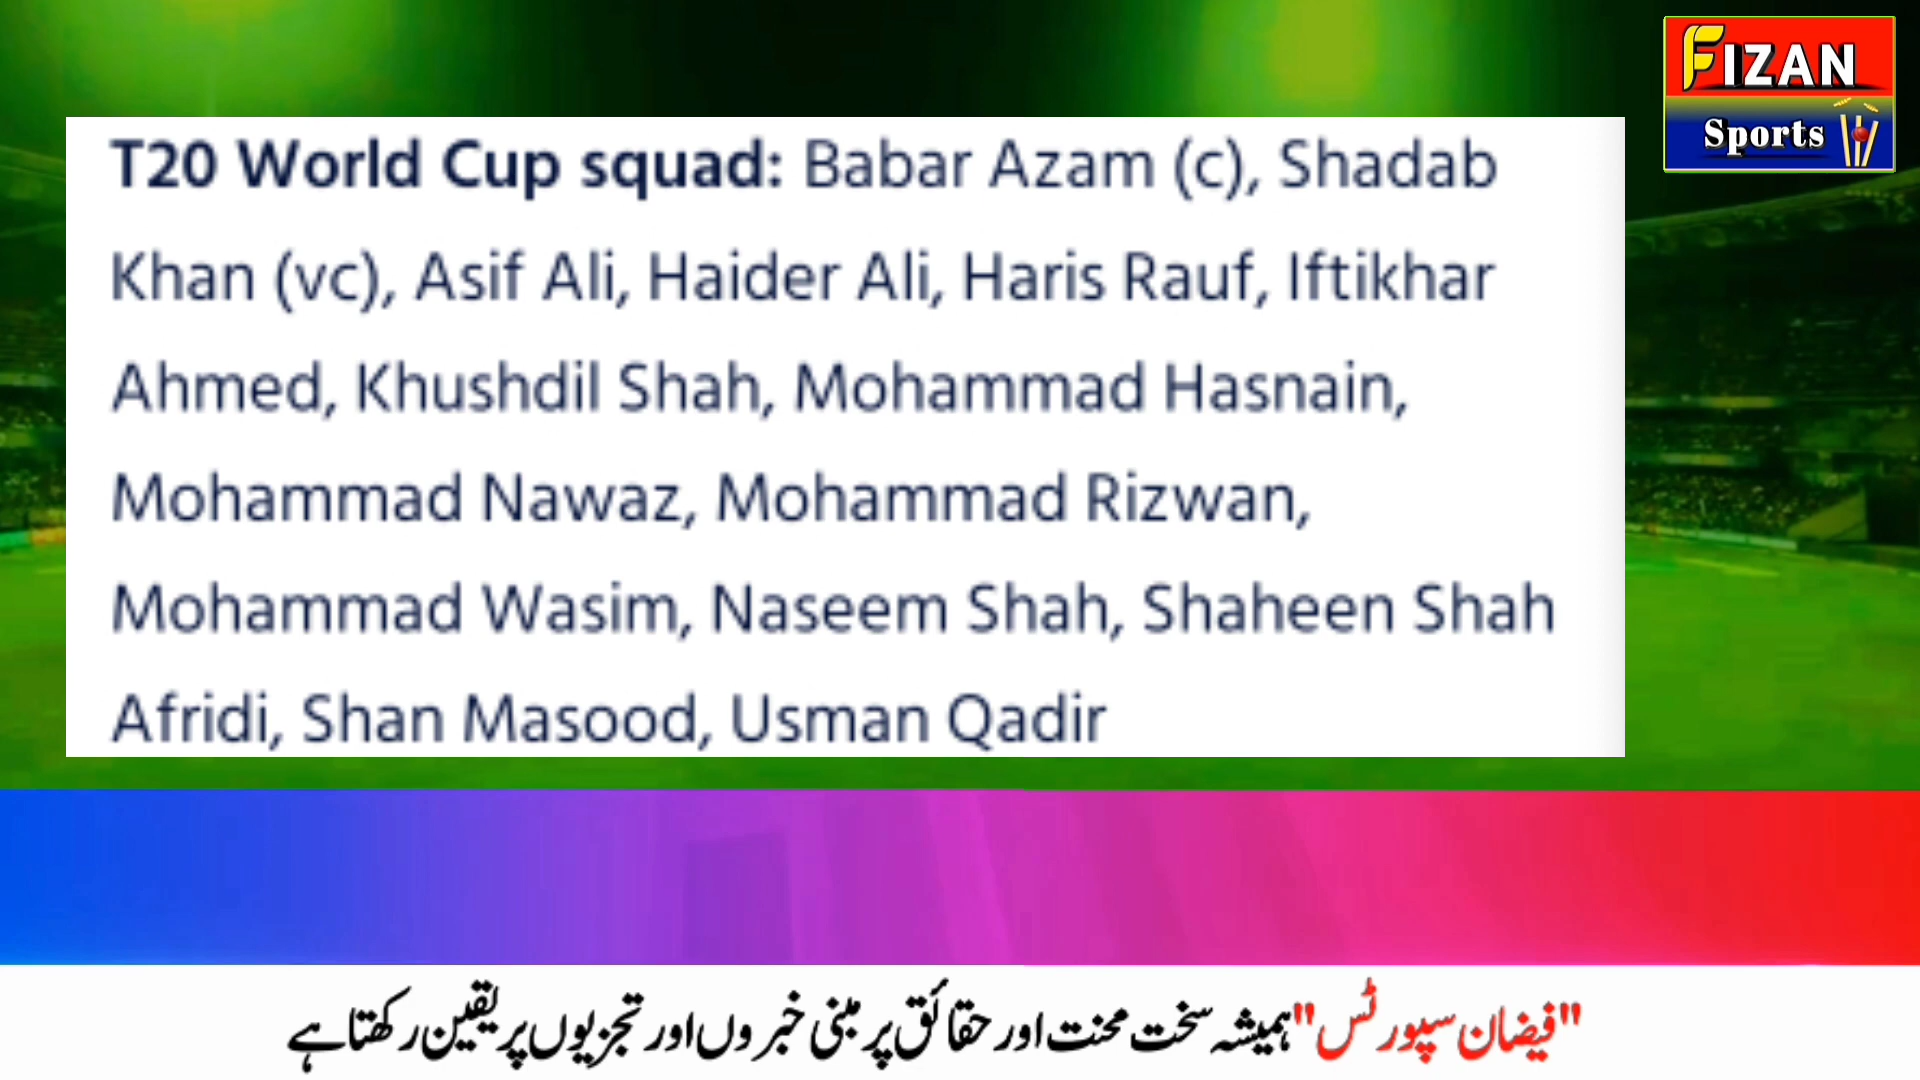 FIZAN
Sports
T20 World Cup squad: Babar Azam (c), Shadab
Khan (vc), Asif Ali, Haider Ali, Haris Rauf, Iftikhar
Ahmed, Khushdil Shah, Mohammad Hasnain,
Mohammad Nawaz, Mohammad Rizwan,
Mohammad Wasim, Naseem Shah, Shaheen Shah
Afridi, Shan Masood, Usman Qadir
"فیضان سپورٹس" ہمیشہ سخت محنت اور حقائق پر مبنی خبروں اور تجزیوں پر یقین رکھتا ہے